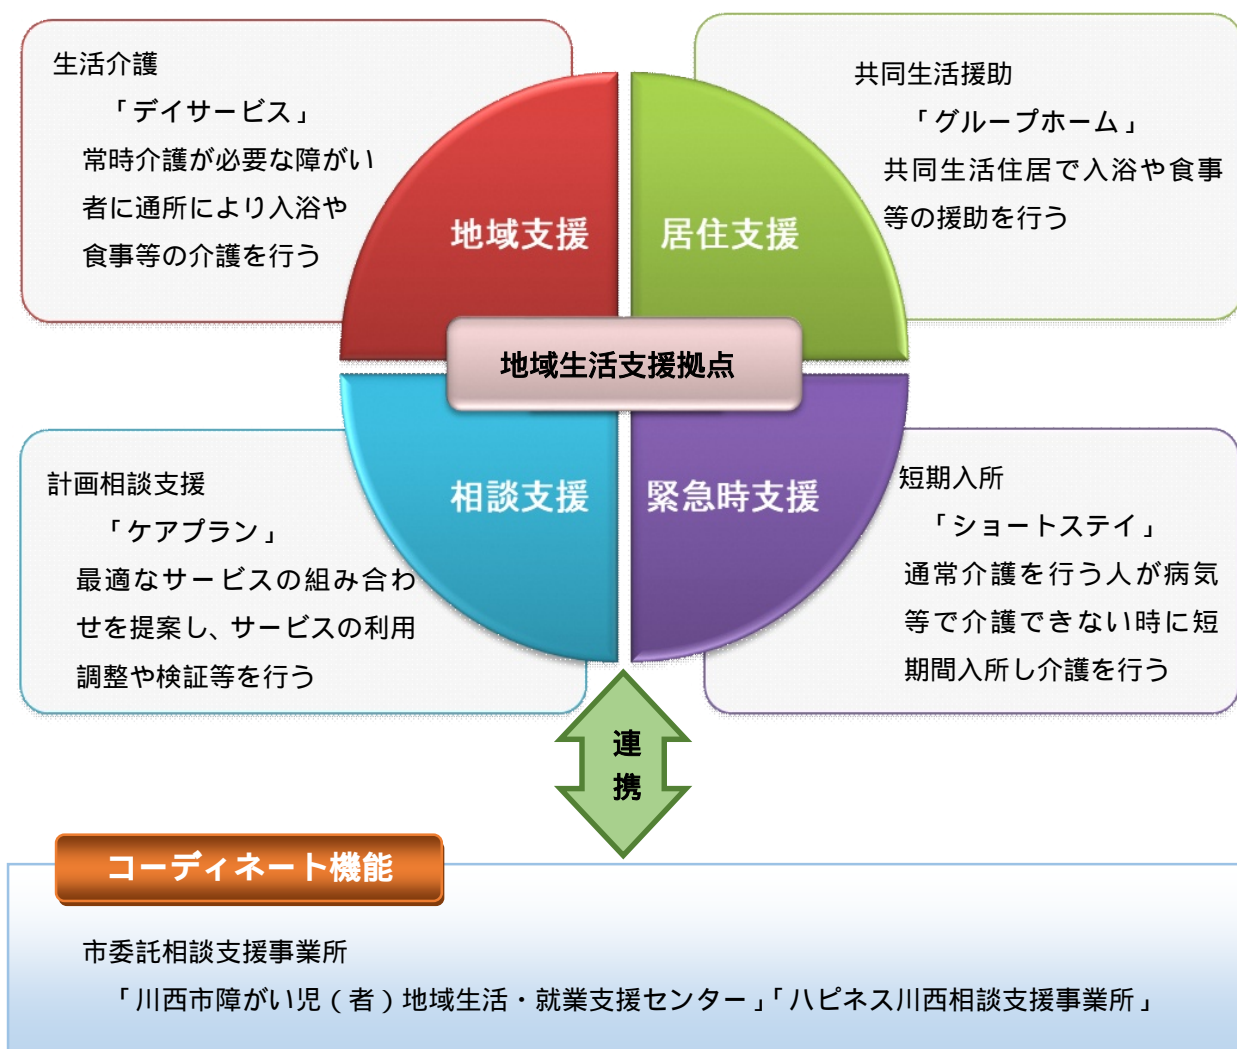 生活介護
「デイサービス」
常時介護が必要な障がい
者に通所により入浴や
食事等の介護を行う
共同生活援助
「グループホーム」
共同生活住居で入浴や食事
等の援助を行う
地域支援
居住支援
地域生活支援拠点
相談支援
緊急時支援
計画相談支援
「ケアプラン」
最適なサービスの組み合わ
せを提案し、サービスの利用
調整や検証等を行う
短期入所
「ショートステイ」
通常介護を行う人が病気
等で介護できない時に短
期間入所し介護を行う
連
携
コーディネート機能
市委託相談支援事業所
「川西市障がい児（者）地域生活・就業支援センター」「ハピネス川西相談支援事業所」